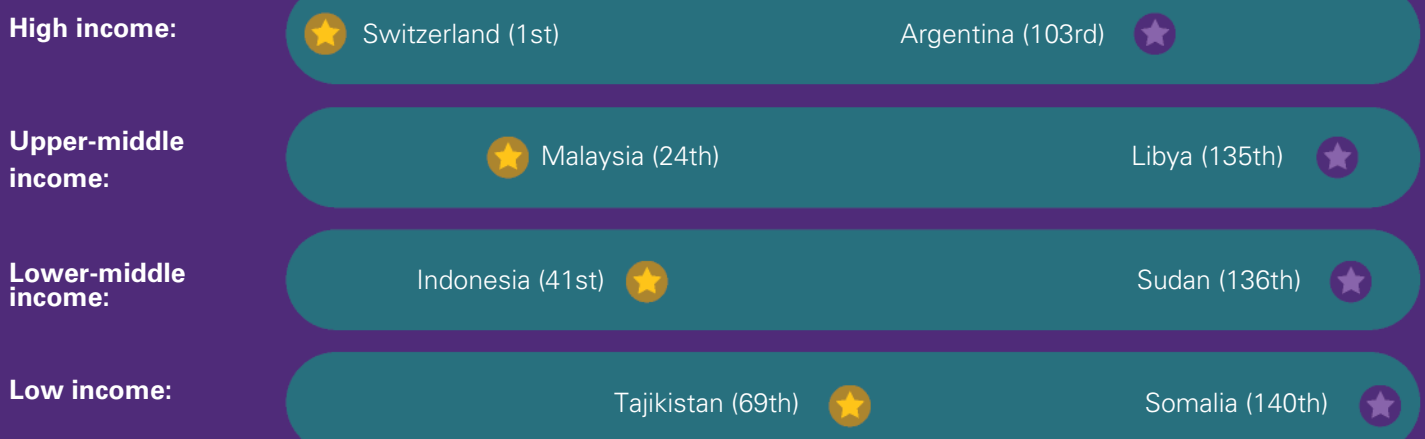 High income:
Switzerland (1st)
Argentina (103rd)
Upper-middle
income:
Malaysia (24th)
Libya (135th)
Lower-middle
income:
Indonesia (41st)
Sudan (136th)
Low income:
Tajikistan (69th)
Somalia (140th)